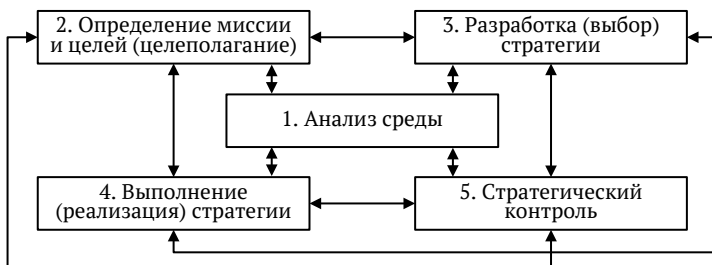 2. Определение миссии
и целей (целеполагание)
3. Разработка (выбор)
стратегии
1. Анализ среды
4. Выполнение
(реализация) стратегии
5. Стратегический
контроль